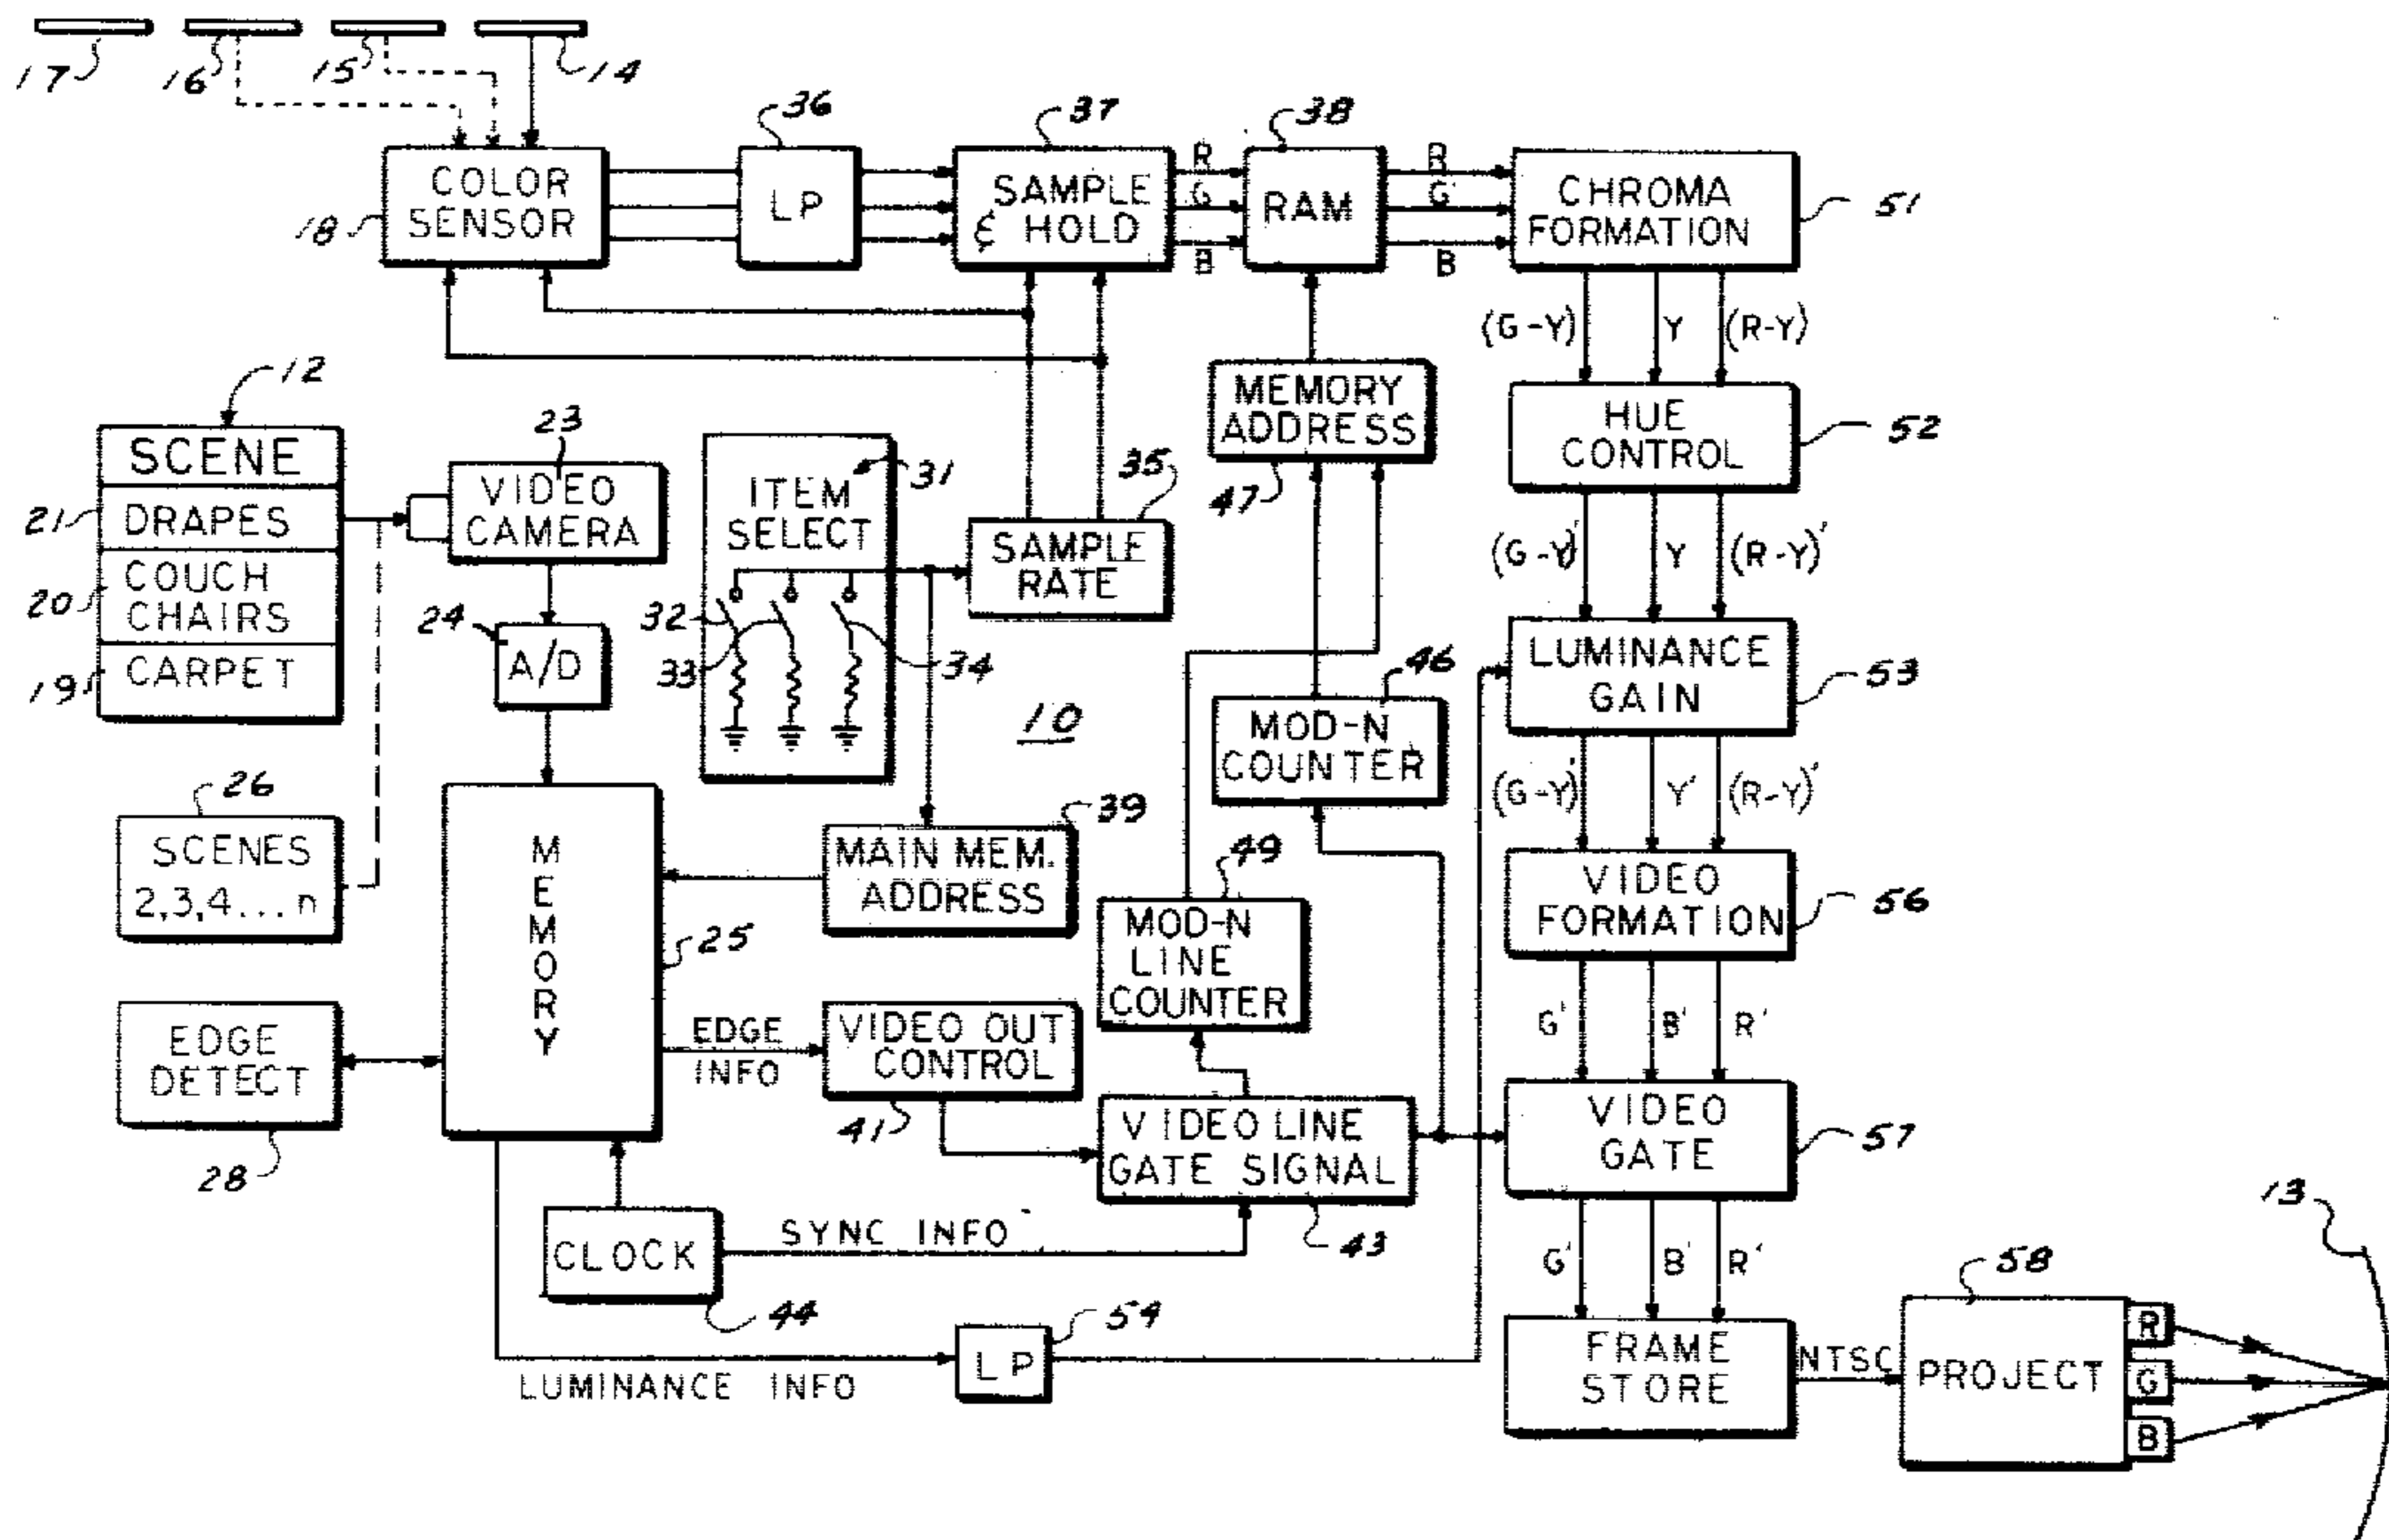 17
16
15
14
36
37
38
COLOR
SENSOR
18
LP
SAMPLE
& HOLD
R
G
B
RAM
R
G
B
CHROMA
FORMATION
51
(G-Y)
Y
(R-Y)
12
SCENE
21
DRAPES
20
COUCH
CHAIRS
19
CARPET
23
VIDEO
CAMERA
24
A/D
31
ITEM
SELECT
32
33
34
35
SAMPLE
RATE
MEMORY
ADDRESS
47
HUE
CONTROL
52
(G-Y)'
Y
(R-Y)'
10
46
MOD-N
COUNTER
LUMINANCE
GAIN
53
(G-Y)'
Y'
(R-Y)'
26
SCENES
2,3,4...n
MEMORY
25
39
MAIN MEM.
ADDRESS
49
MOD-N
LINE
COUNTER
VIDEO
FORMATION
56
G'
B'
R'
EDGE
DETECT
28
EDGE
INFO
VIDEO OUT
CONTROL
41
VIDEO LINE
GATE SIGNAL
43
VIDEO
GATE
57
G'
B'
R'
CLOCK
44
SYNC INFO
LUMINANCE INFO
54
LP
FRAME
STORE
NTSC
58
PROJECT
R
G
B
13